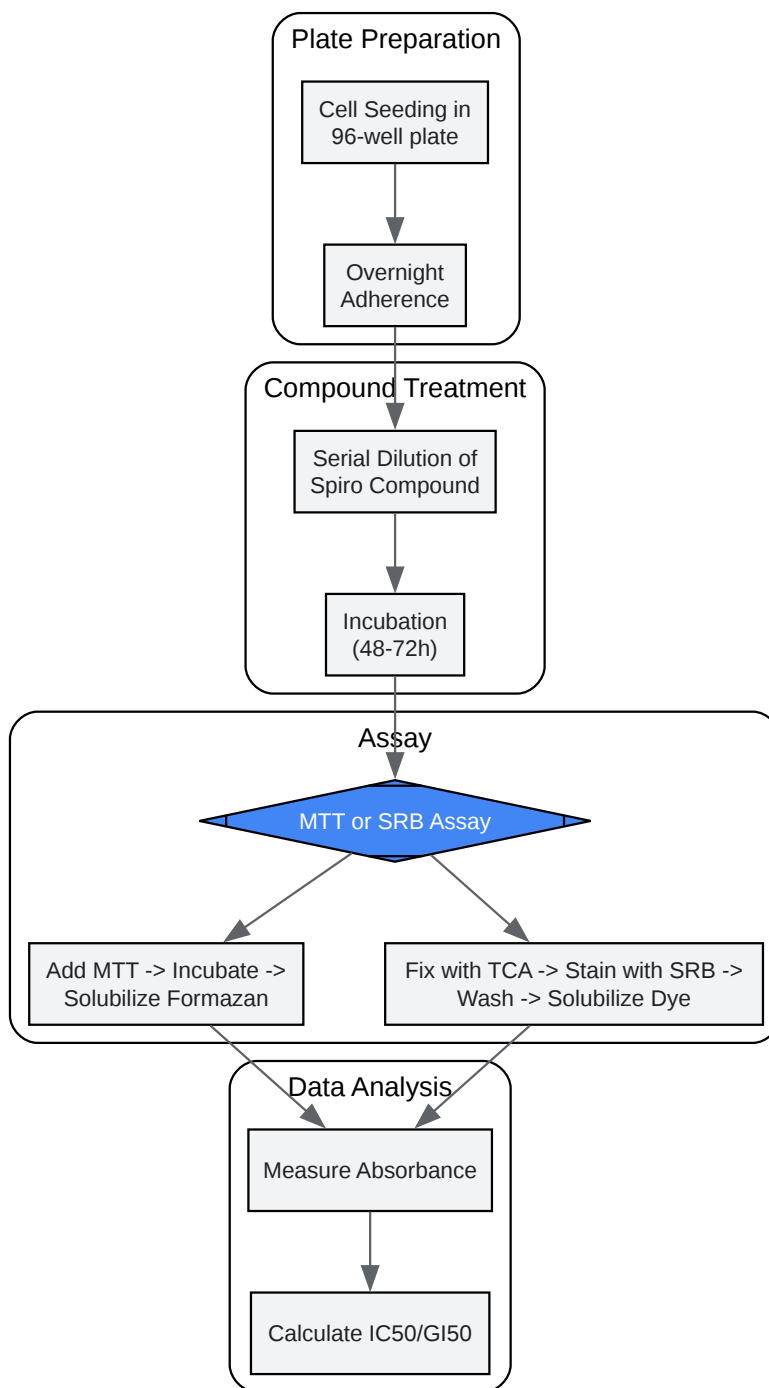 Plate Preparation
Cell Seeding in
96-well plate
Overnight
Adherence
Compound Treatment
Serial Dilution of
Spiro Compound
Incubation
(48-72h)
Assay
MTT or SRB Assay
Add MTT -> Incubate ->
Solubilize Formazan
Fix with TCA -> Stain with SRB ->
Wash -> Solubilize Dye
Data Analysis
Measure Absorbance
Calculate IC50/GI50